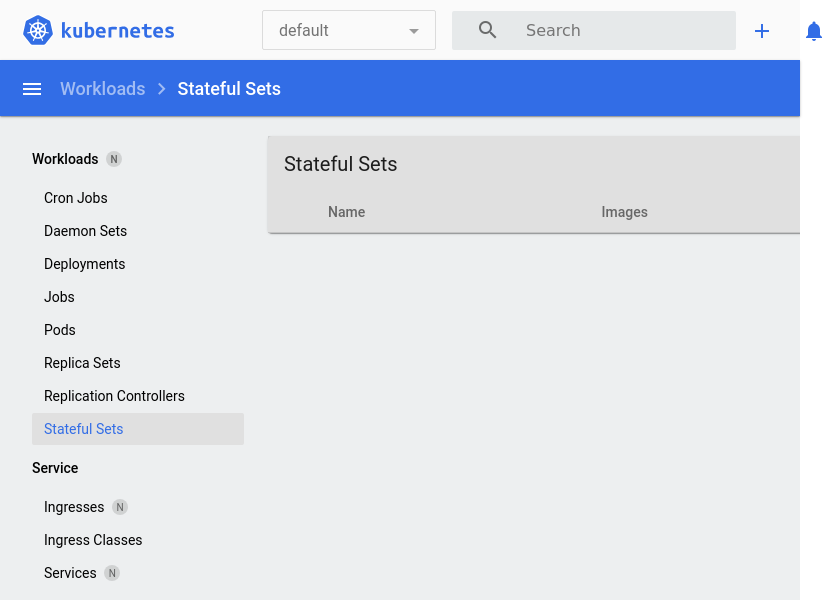 kubernetes
default
Search
Workloads
Stateful Sets
Workloads N
Cron Jobs
Daemon Sets
Deployments
Jobs
Pods
Replica Sets
Replication Controllers
Stateful Sets
Service
Ingresses N
Ingress Classes
Services N
Stateful Sets
Name
Images